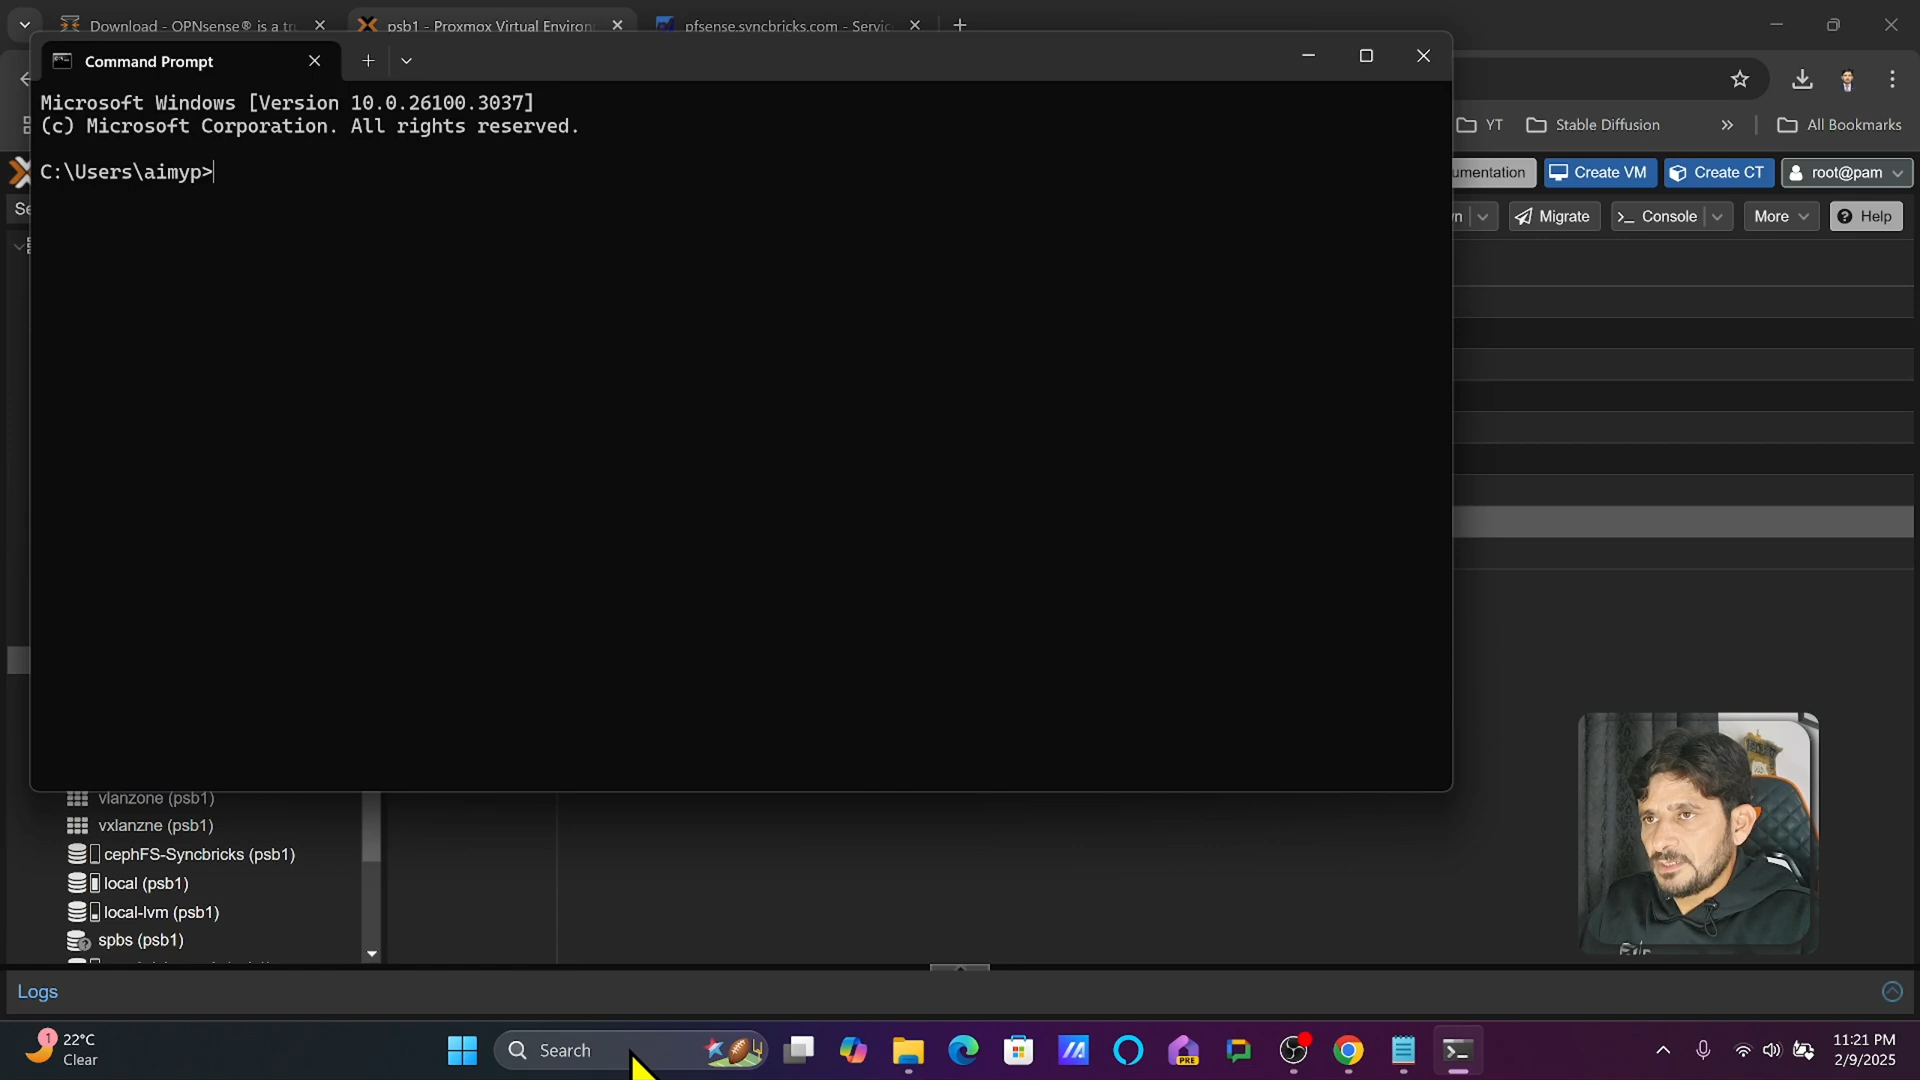 Download - OPNsense® is a tr
psb1 - Proxmox Virtual Environ
pfsense.syncbricks.com - Servic
Command Prompt
Microsoft Windows [Version 10.0.26100.3037]
(c) Microsoft Corporation. All rights reserved.
C:\Users\aimyp>
YT
Stable Diffusion
All Bookmarks
umentation
Create VM
Create CT
root@pam
Se
n
Migrate
Console
More
Help
vlanzone (psb1)
vxlanzne (psb1)
cephFS-Syncbricks (psb1)
local (psb1)
local-lvm (psb1)
spbs (psb1)
Logs
1
22°C
Clear
Search
PRE
11:21 PM
2/9/2025